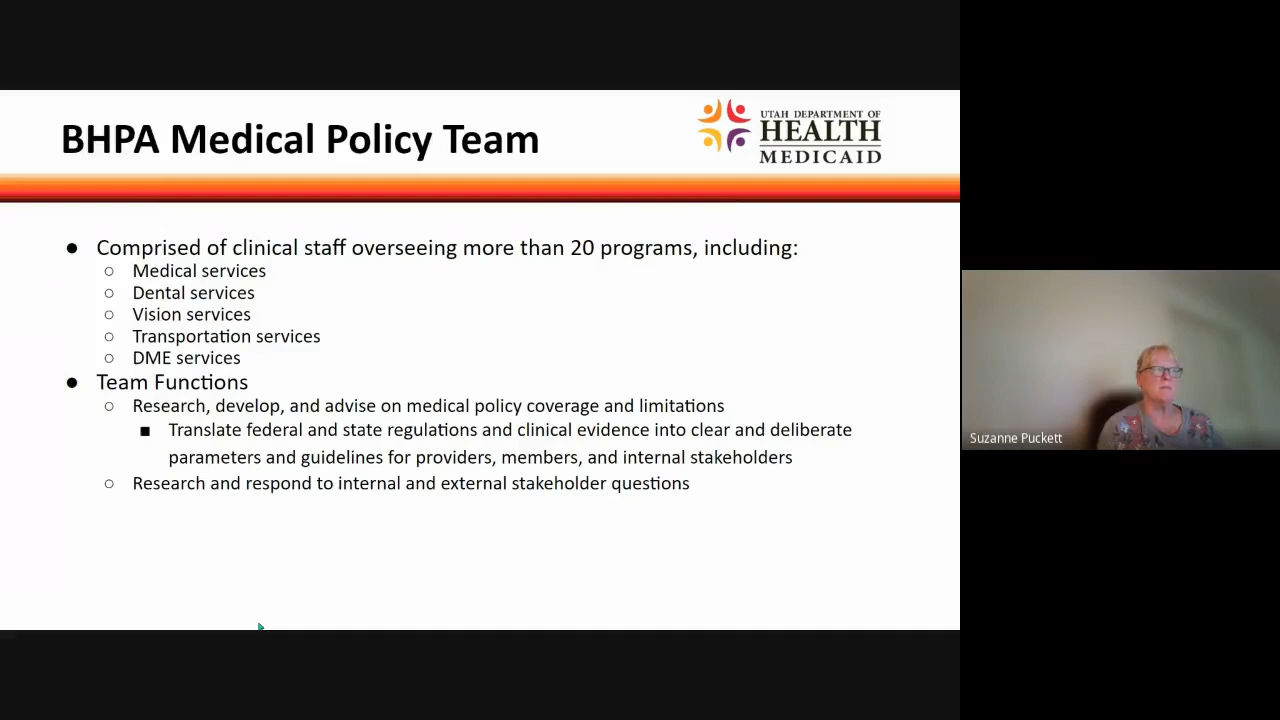 BHPA Medical Policy Team
UTAH DEPARTMENT OF
HEALTH
MEDICAID
● Comprised of clinical staff overseeing more than 20 programs, including:
○ Medical services
○ Dental services
○ Vision services
○ Transportation services
○ DME services
● Team Functions
○ Research, develop, and advise on medical policy coverage and limitations
■ Translate federal and state regulations and clinical evidence into clear and deliberate
parameters and guidelines for providers, members, and internal stakeholders
○ Research and respond to internal and external stakeholder questions
Suzanne Puckett